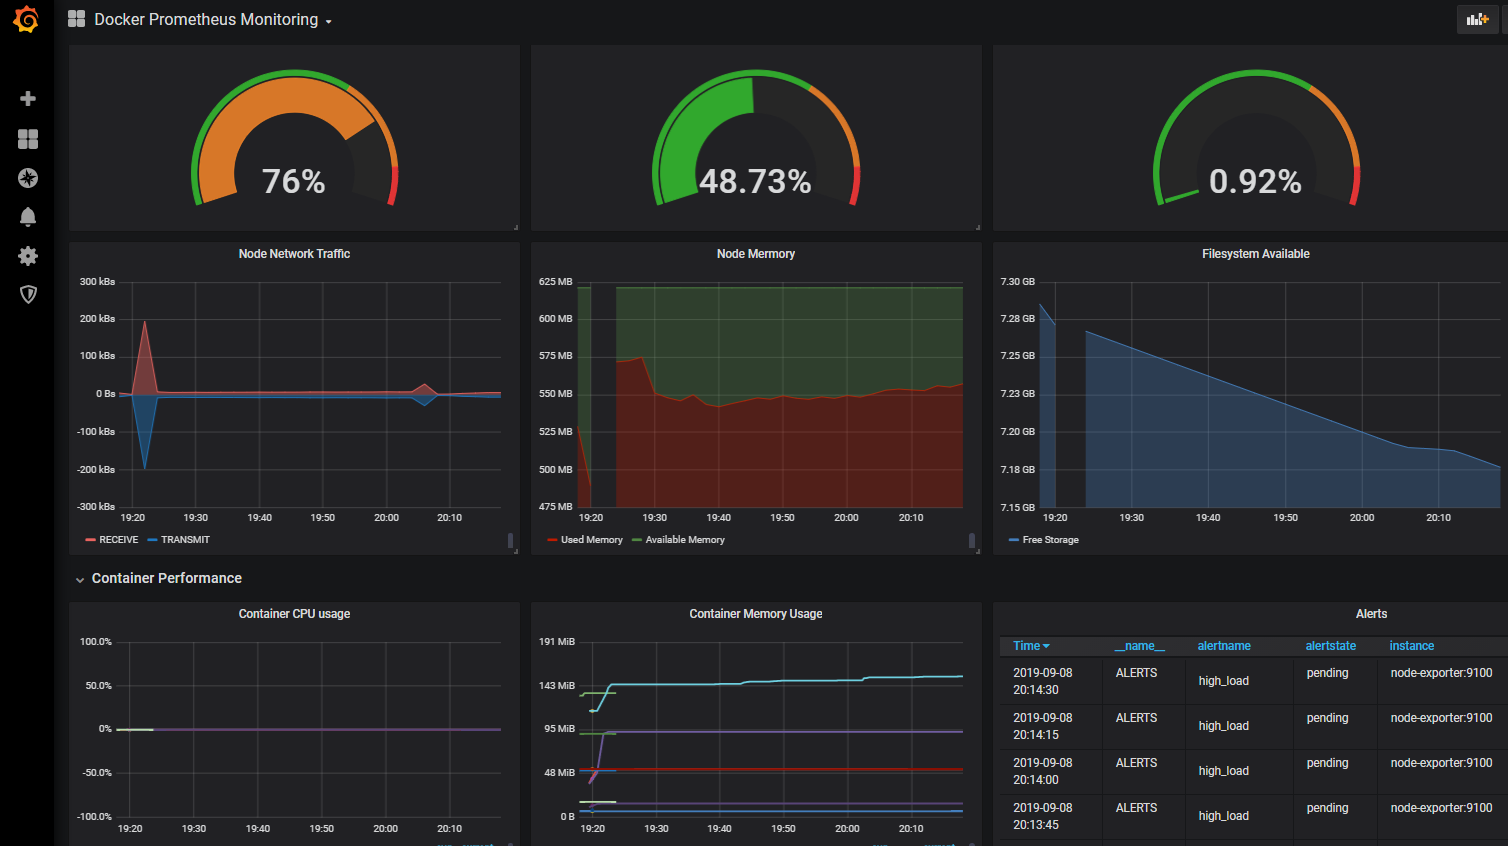 Docker Prometheus Monitoring
76%
48.73%
0.92%
Node Network Traffic
300 kBs
200 kBs
100 kBs
0 Bs
-100 kBs
-200 kBs
-300 kBs
19:20 19:30 19:40 19:50 20:00 20:10
RECEIVE TRANSMIT
Node Mermory
625 MB
600 MB
575 MB
550 MB
525 MB
500 MB
475 MB
19:20 19:30 19:40 19:50 20:00 20:10
Used Memory Available Memory
Filesystem Available
7.30 GB
7.28 GB
7.25 GB
7.23 GB
7.20 GB
7.18 GB
7.15 GB
19:20 19:30 19:40 19:50 20:00 20:10
Free Storage
Container Performance
Container CPU usage
100.0%
50.0%
0%
-50.0%
-100.0%
19:20 19:30 19:40 19:50 20:00 20:10
Container Memory Usage
191 MiB
143 MiB
95 MiB
48 MiB
0 B
19:20 19:30 19:40 19:50 20:00 20:10
Alerts
Time __name__ alertname alertstate instance
2019-09-08 20:14:30 ALERTS high_load pending node-exporter:9100
2019-09-08 20:14:15 ALERTS high_load pending node-exporter:9100
2019-09-08 20:14:00 ALERTS high_load pending node-exporter:9100
2019-09-08 20:13:45 ALERTS high_load pending node-exporter:9100